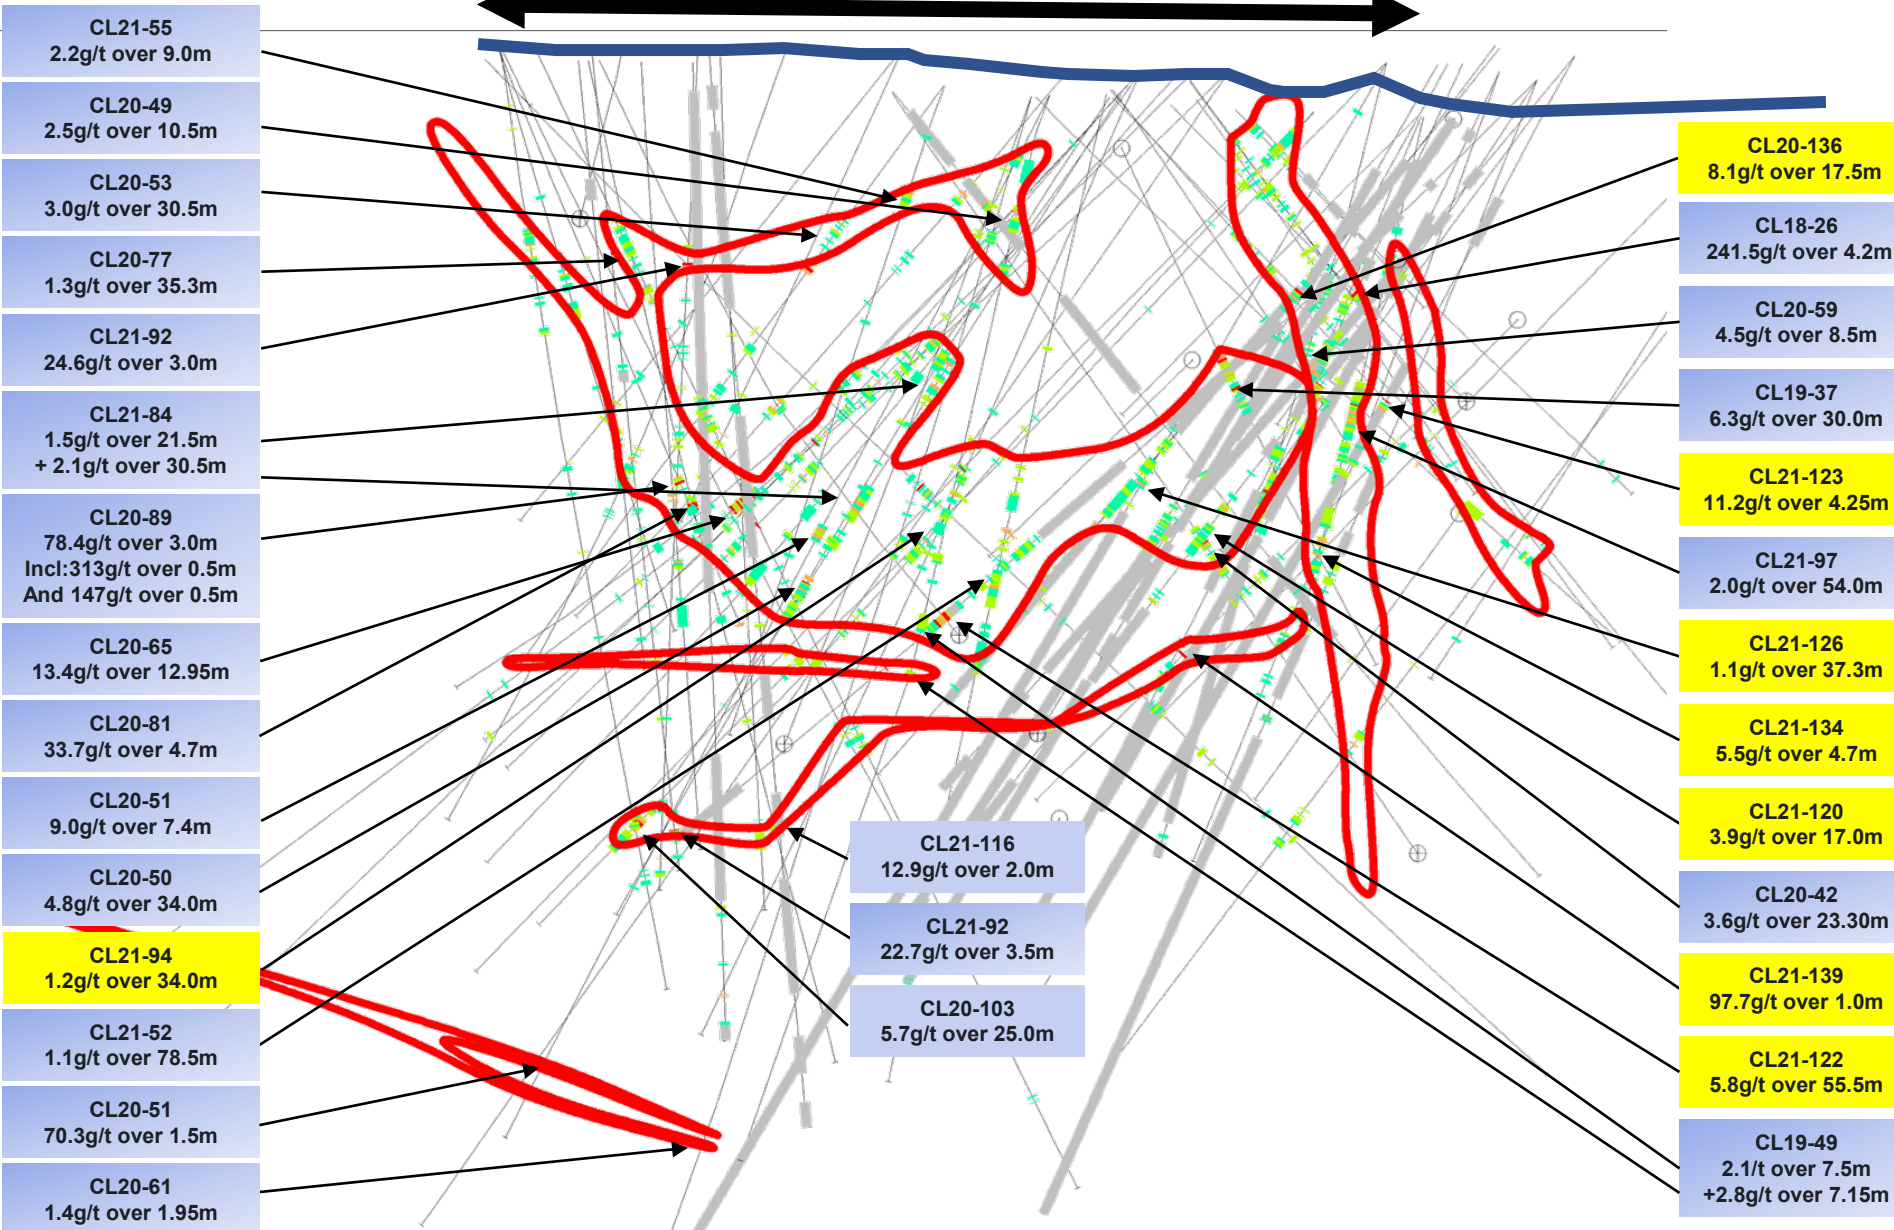 CL21-55
2.2g/t over 9.0m
CL20-49
2.5g/t over 10.5m
CL20-53
3.0g/t over 30.5m
CL20-77
1.3g/t over 35.3m
CL21-92
24.6g/t over 3.0m
CL21-84
1.5g/t over 21.5m
+ 2.1g/t over 30.5m
CL20-89
78.4g/t over 3.0m
Incl:313g/t over 0.5m
And 147g/t over 0.5m
CL20-65
13.4g/t over 12.95m
CL20-81
33.7g/t over 4.7m
CL20-51
9.0g/t over 7.4m
CL20-50
4.8g/t over 34.0m
CL21-94
1.2g/t over 34.0m
CL21-52
1.1g/t over 78.5m
CL20-51
70.3g/t over 1.5m
CL20-61
1.4g/t over 1.95m
CL21-116
12.9g/t over 2.0m
CL21-92
22.7g/t over 3.5m
CL20-103
5.7g/t over 25.0m
CL20-136
8.1g/t over 17.5m
CL18-26
241.5g/t over 4.2m
CL20-59
4.5g/t over 8.5m
CL19-37
6.3g/t over 30.0m
CL21-123
11.2g/t over 4.25m
CL21-97
2.0g/t over 54.0m
CL21-126
1.1g/t over 37.3m
CL21-134
5.5g/t over 4.7m
CL21-120
3.9g/t over 17.0m
CL20-42
3.6g/t over 23.30m
CL21-139
97.7g/t over 1.0m
CL21-122
5.8g/t over 55.5m
CL19-49
2.1/t over 7.5m
+2.8g/t over 7.15m